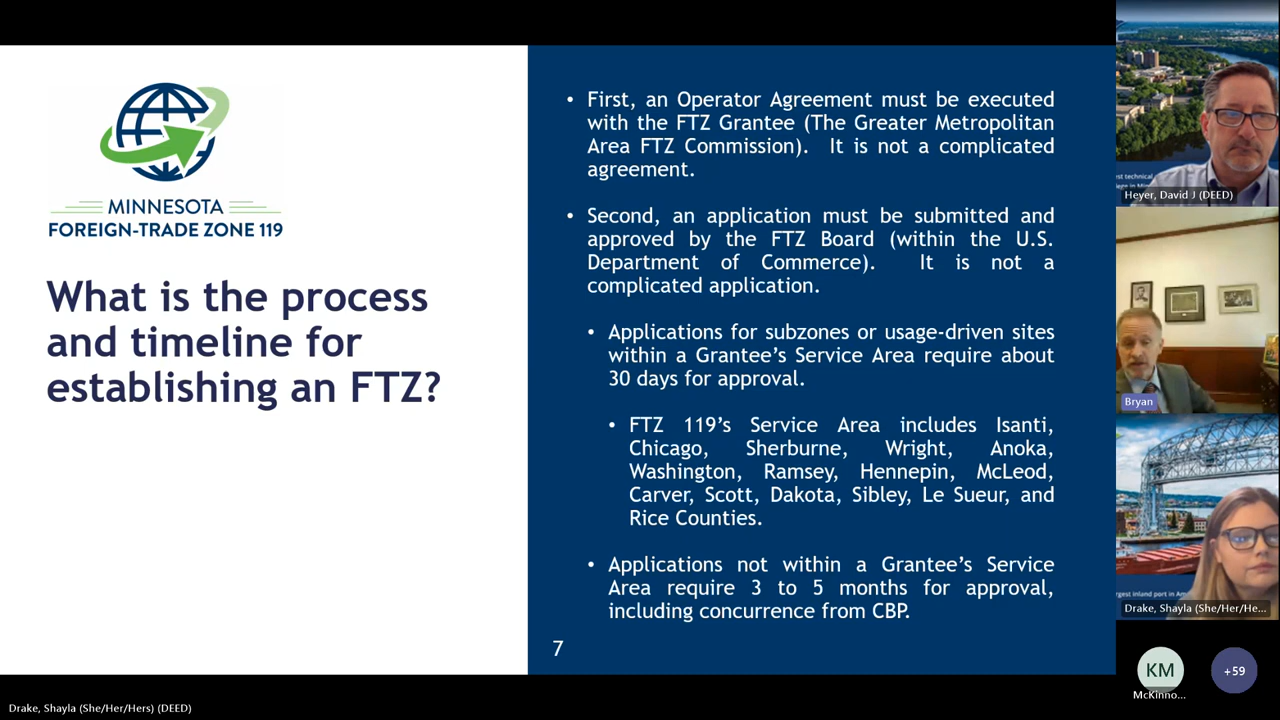 MINNESOTA
FOREIGN-TRADE ZONE 119
What is the process
and timeline for
establishing an FTZ?
• First, an Operator Agreement must be executed
with the FTZ Grantee (The Greater Metropolitan
Area FTZ Commission). It is not a complicated
agreement.
• Second, an application must be submitted and
approved by the FTZ Board (within the U.S.
Department of Commerce). It is not a
complicated application.
• Applications for subzones or usage-driven sites
within a Grantee's Service Area require about
30 days for approval.
• FTZ 119's Service Area includes Isanti,
Chicago, Sherburne, Wright, Anoka,
Washington, Ramsey, Hennepin, McLeod,
Carver, Scott, Dakota, Sibley, Le Sueur, and
Rice Counties.
• Applications not within a Grantee's Service
Area require 3 to 5 months for approval,
including concurrence from CBP.
7
technical
Heyer, David J (DEED)
Bryan
inland port in
Drake, Shayla (She/Her/He...
KM
McKinno...
+59
Drake, Shayla (She/Her/Hers) (DEED)